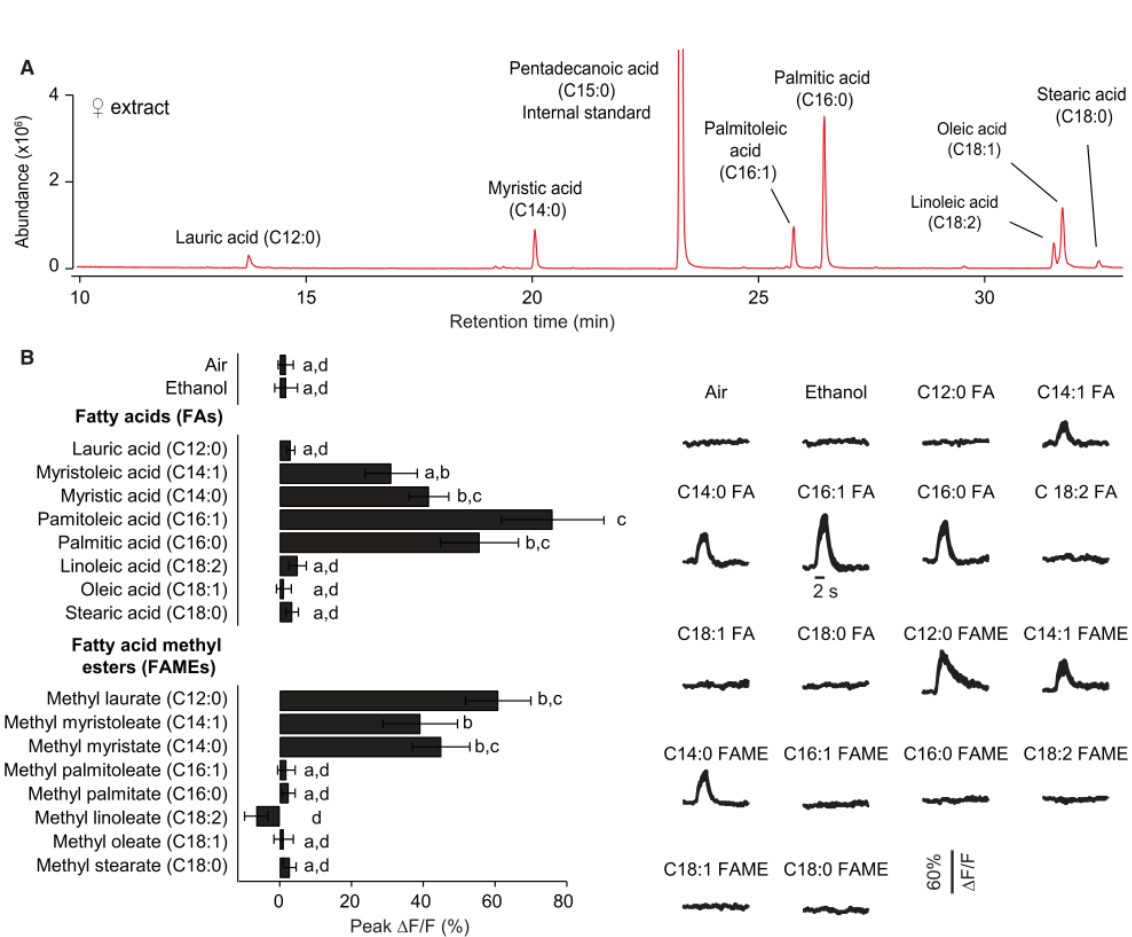 A
♀ extract
Abundance (x10⁶)
4
2
0
Lauric acid (C12:0)
Myristic acid
(C14:0)
Pentadecanoic acid
(C15:0)
Internal standard
Palmitoleic
acid
(C16:1)
Palmitic acid
(C16:0)
Linoleic acid
(C18:2)
Oleic acid
(C18:1)
Stearic acid
(C18:0)
10 15 20 25 30
Retention time (min)
B
Air a,d
Ethanol a,d
Fatty acids (FAs)
Lauric acid (C12:0) a,d
Myristoleic acid (C14:1) a,b
Myristic acid (C14:0) b,c
Pamitoleic acid (C16:1) c
Palmitic acid (C16:0) b,c
Linoleic acid (C18:2) a,d
Oleic acid (C18:1) a,d
Stearic acid (C18:0) a,d
Fatty acid methyl
esters (FAMEs)
Methyl laurate (C12:0) b,c
Methyl myristoleate (C14:1) b
Methyl myristate (C14:0) b,c
Methyl palmitoleate (C16:1) a,d
Methyl palmitate (C16:0) a,d
Methyl linoleate (C18:2) d
Methyl oleate (C18:1) a,d
Methyl stearate (C18:0) a,d
0 20 40 60 80
Peak ΔF/F (%)
Air Ethanol C12:0 FA C14:1 FA
C14:0 FA C16:1 FA C16:0 FA C 18:2 FA
2 s
C18:1 FA C18:0 FA C12:0 FAME C14:1 FAME
C14:0 FAME C16:1 FAME C16:0 FAME C18:2 FAME
C18:1 FAME C18:0 FAME
60%
ΔF/F